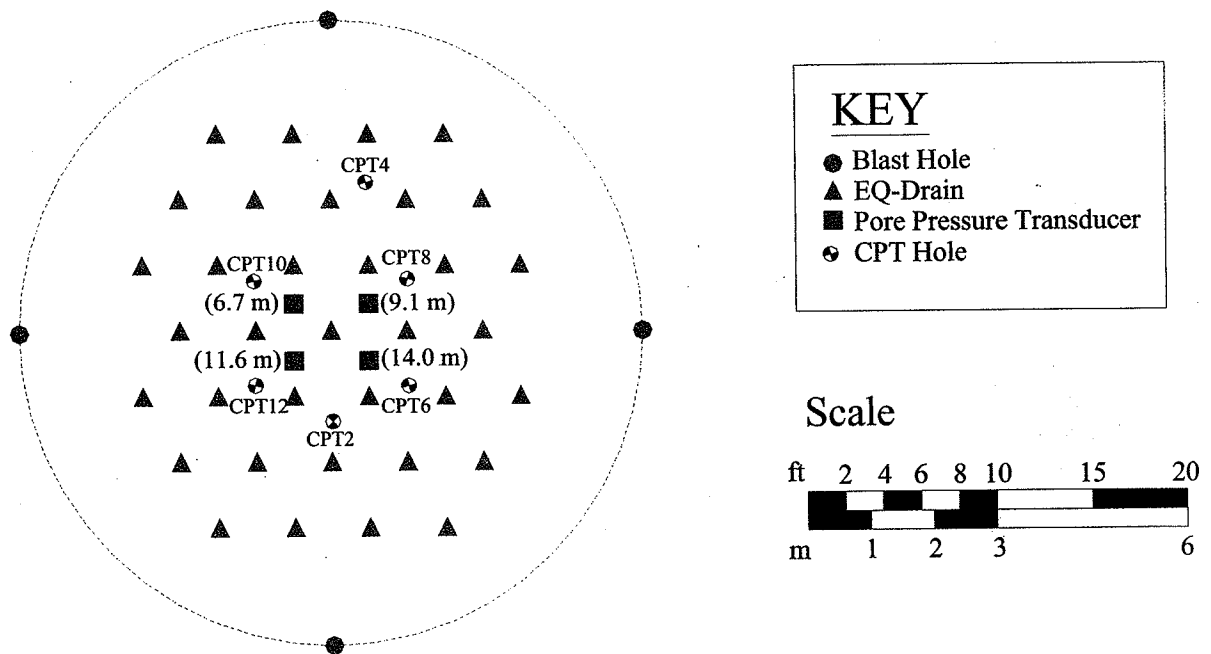 CPT4
CPT10
CPT8
(6.7 m)
(9.1 m)
(11.6 m)
(14.0 m)
CPT12
CPT6
CPT2
KEY
Blast Hole
EQ-Drain
Pore Pressure Transducer
CPT Hole
Scale
ft 2 4 6 8 10 15 20
m 1 2 3 6